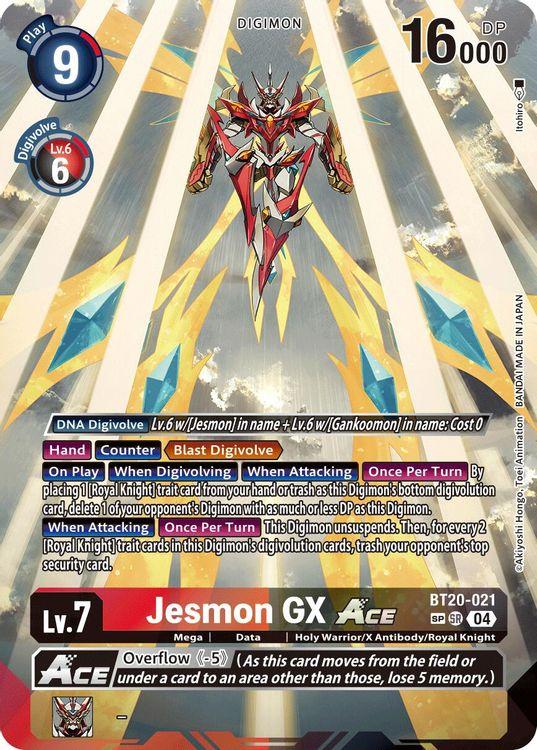 DIGIMON
Play
9
16000
DP
Digivolve
Lv.6
6
Itohiro
BANDAI MADE IN JAPAN
©Akiyoshi Hongo, Toei Animation
DNA Digivolve Lv.6 w/[Jesmon] in name + Lv.6 w/[Gankoomon] in name: Cost 0
Hand Counter Blast Digivolve
On Play When Digivolving When Attacking Once Per Turn By
placing 1 [Royal Knight] trait card from your hand or trash as this Digimon's bottom digivolution
card, delete 1 of your opponent's Digimon with as much or less DP as this Digimon.
When Attacking Once Per Turn This Digimon unsuspends. Then, for every 2
[Royal Knight] trait cards in this Digimon's digivolution cards, trash your opponent's top
security card.
Lv.7 Jesmon GX ACE
BT20-021
SP SR 04
Mega Data Holy Warrior/X Antibody/Royal Knight
ACE Overflow《-5》(As this card moves from the field or
under a card to an area other than those, lose 5 memory.)
-